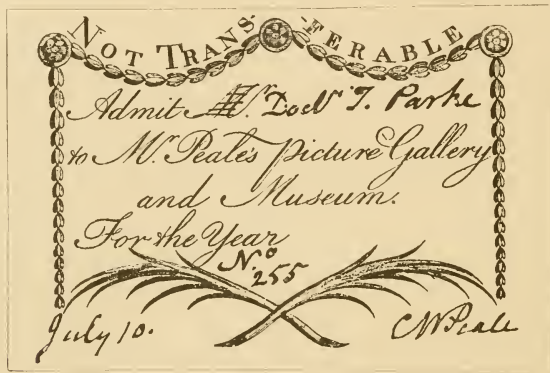 NOT TRANS-FERABLE
Admit Mr. Doctr T. Parke
to Mr. Peale's Picture Gallery
and Museum.
For the Year
No. 255
July 10.
CWPeale